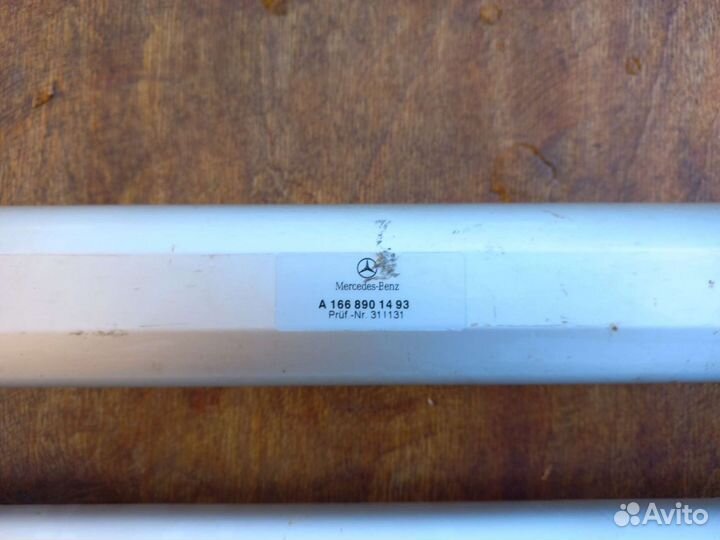 Mercedes-Benz
A 166 890 14 93
Prüf.-Nr. 311131
Avito